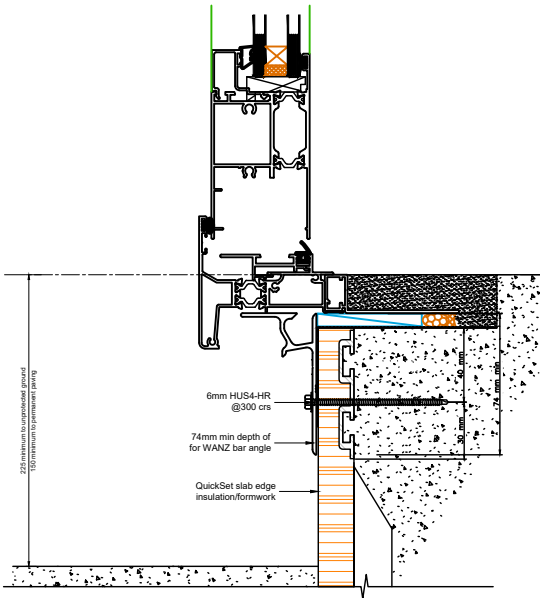 225 minimum to unprotected ground
150 minimum to permanent paving
6mm HUS4-HR
@300 crs
74mm min depth of
for WANZ bar angle
QuickSet slab edge
insulation/formwork
40 mm
30 mm
74 mm min